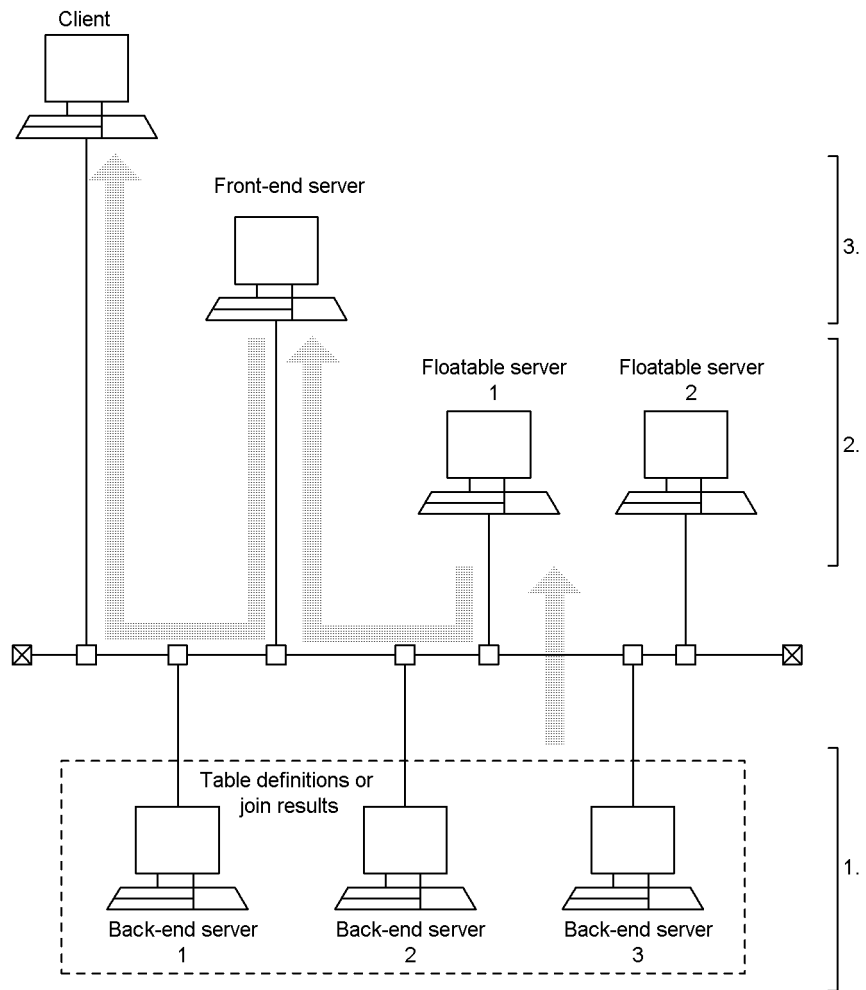 Client
Front-end server
3.
Floatable server
1
Floatable server
2
2.
Table definitions or
join results
1.
Back-end server
1
Back-end server
2
Back-end server
3